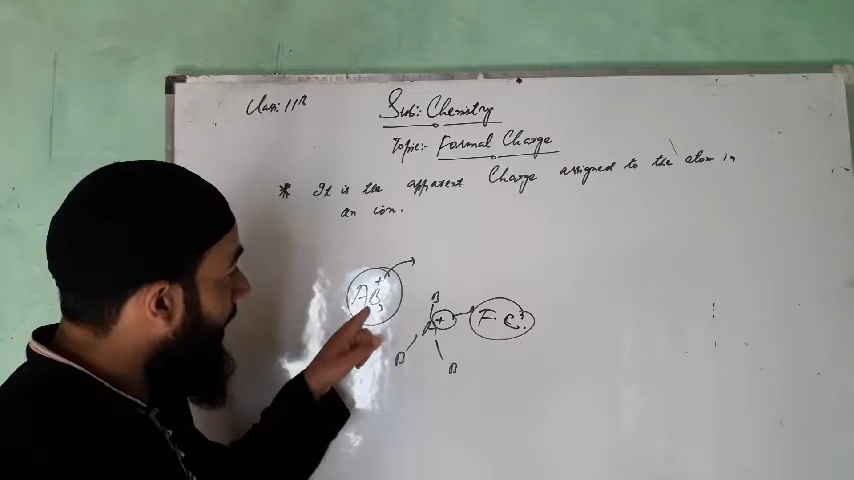 Class: 11th
Sub: Chemistry
Topic:- Formal Charge
* It is the apparent Charge assigned to the atom in
an ion.
AB3+
B
A+ F.C?
B
B